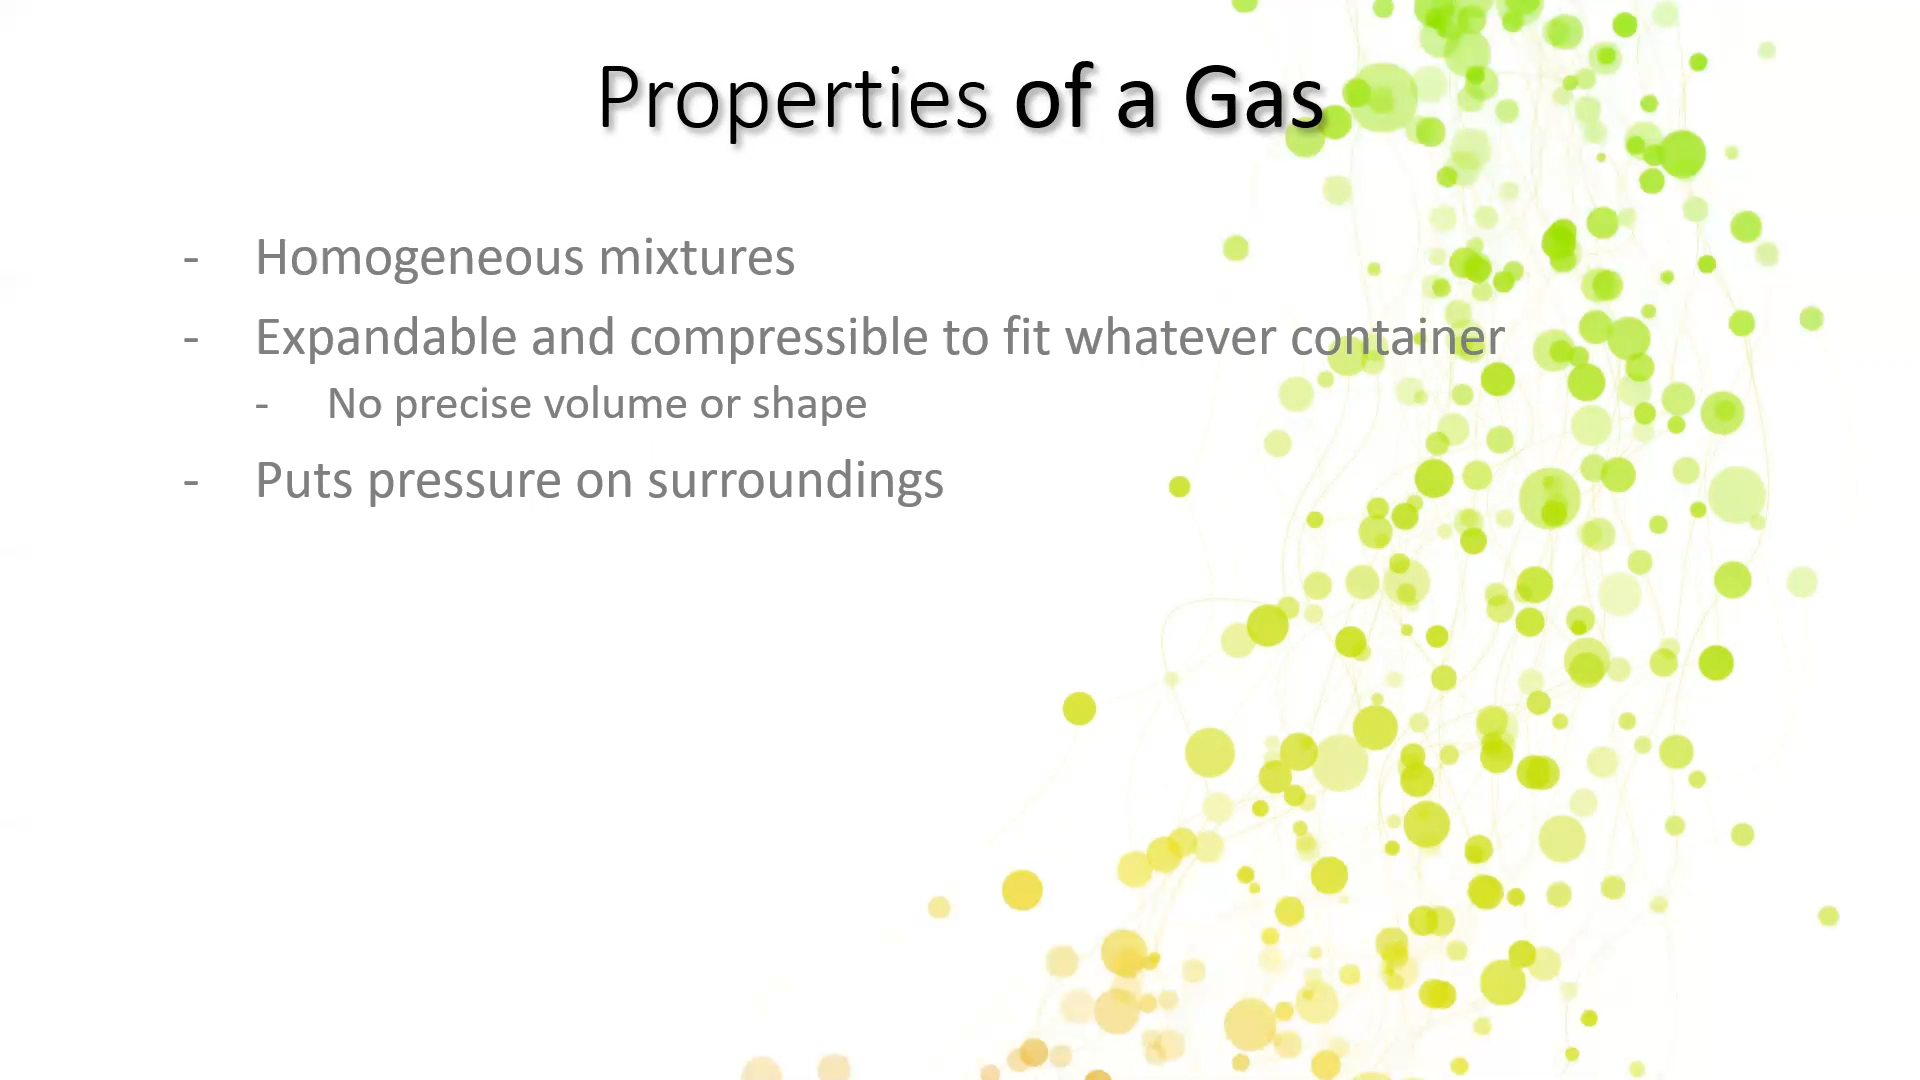 Properties of a Gas
- Homogeneous mixtures
- Expandable and compressible to fit whatever container
- No precise volume or shape
- Puts pressure on surroundings